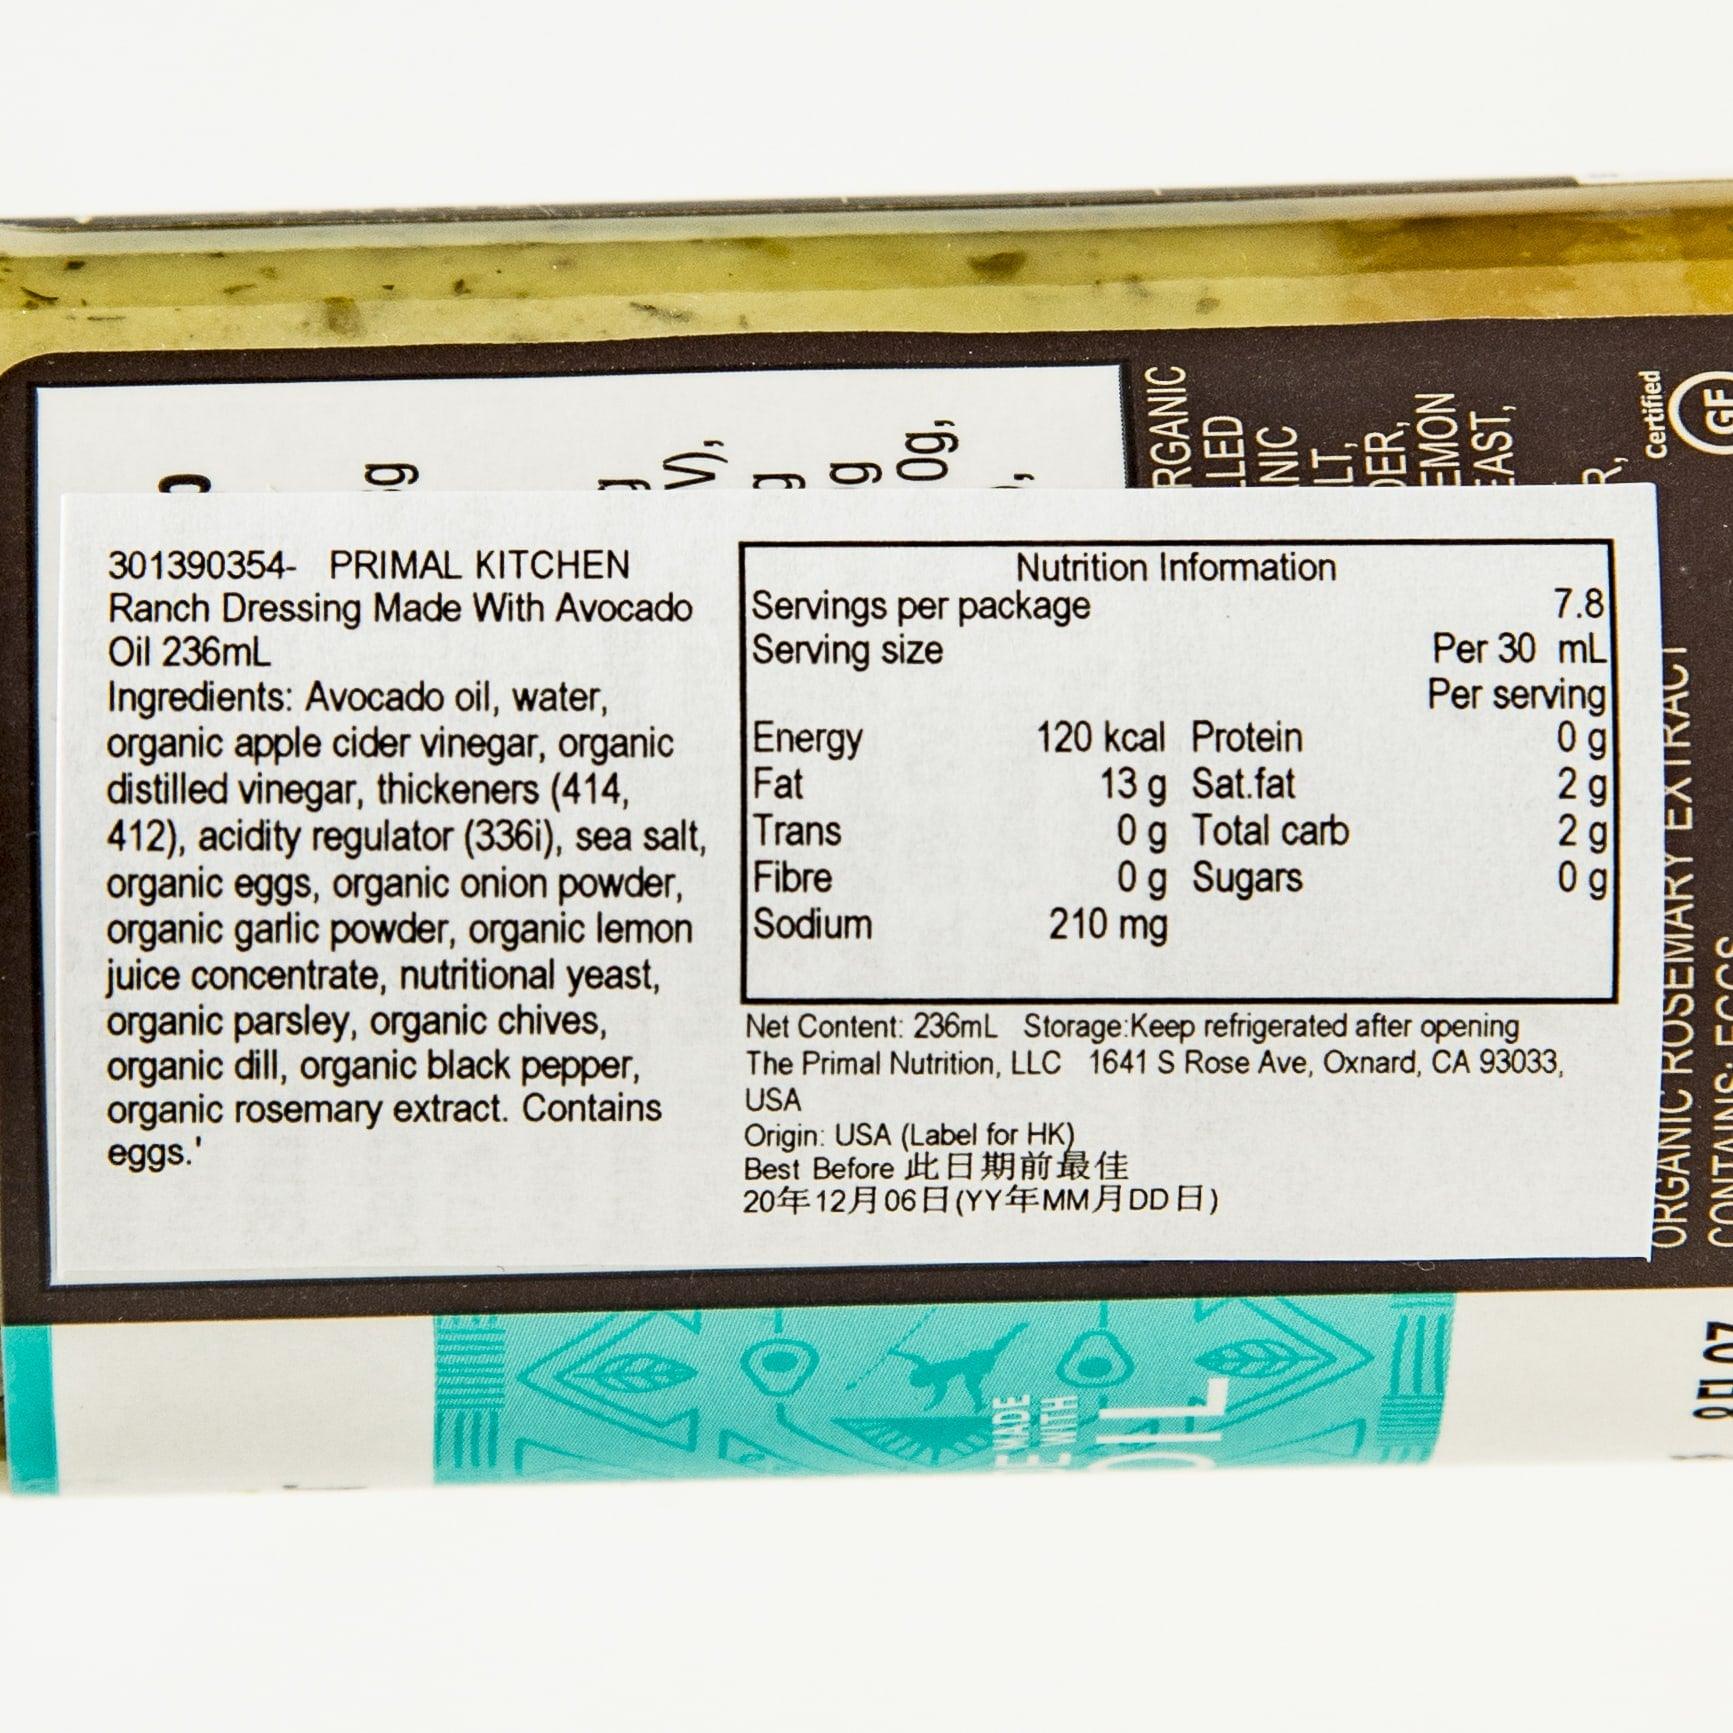 301390354- PRIMAL KITCHEN
Ranch Dressing Made With Avocado
Oil 236mL
Ingredients: Avocado oil, water,
organic apple cider vinegar, organic
distilled vinegar, thickeners (414,
412), acidity regulator (336i), sea salt,
organic eggs, organic onion powder,
organic garlic powder, organic lemon
juice concentrate, nutritional yeast,
organic parsley, organic chives,
organic dill, organic black pepper,
organic rosemary extract. Contains
eggs.'
Nutrition Information
Servings per package 7.8
Serving size Per 30 mL
Per serving
Energy 120 kcal Protein 0 g
Fat 13 g Sat.fat 2 g
Trans 0 g Total carb 2 g
Fibre 0 g Sugars 0 g
Sodium 210 mg
Net Content: 236mL Storage:Keep refrigerated after opening
The Primal Nutrition, LLC 1641 S Rose Ave, Oxnard, CA 93033,
USA
Origin: USA (Label for HK)
Best Before 此日期前最佳
20年12月06日(YY年MM月DD日)
ORGANIC ROSEMARY EXTRACT
CONTAINS: EGGS
Certified
GF
MADE
WITH
OIL